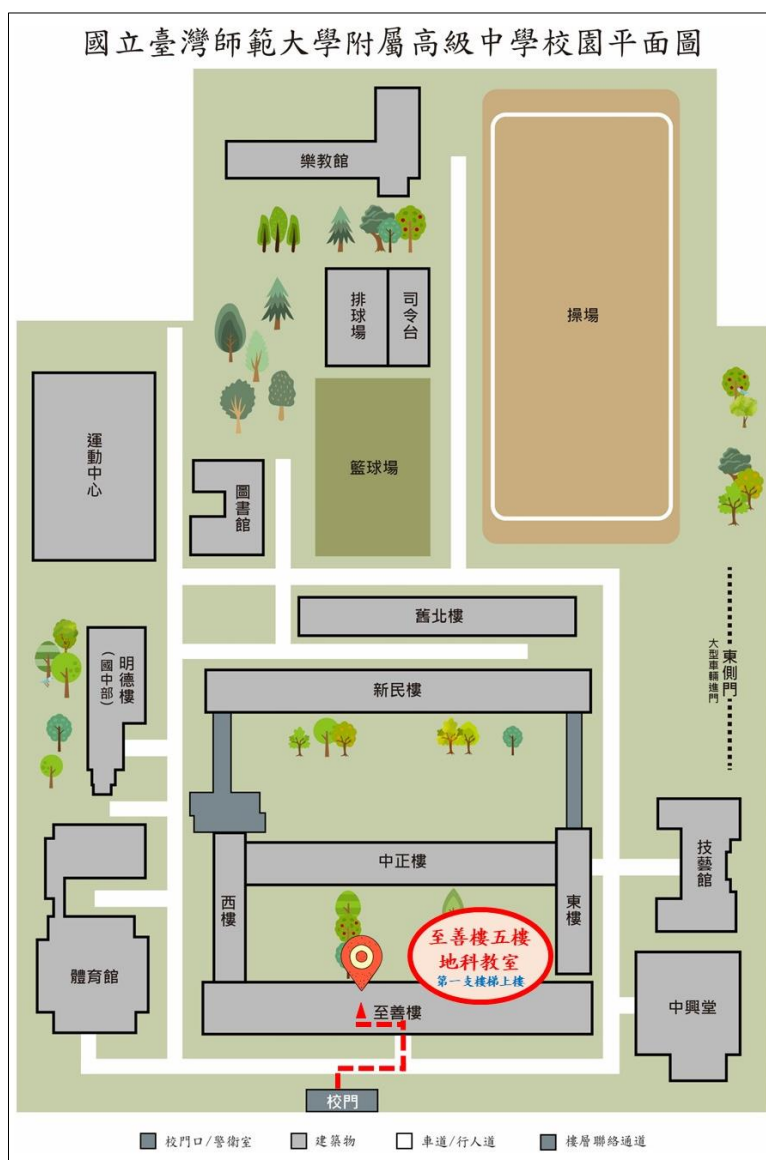 國立臺灣師範大學附屬高級中學校園平面圖
樂教館
排球場
司令台
操場
運動中心
籃球場
圖書館
舊北樓
明德樓
(國中部)
新民樓
東側門
大型車輛進門
中正樓
技藝館
西樓
東樓
至善樓五樓
地科教室
第一支樓梯上樓
體育館
至善樓
中興堂
校門
校門口/警衛室
建築物
車道/行人道
樓層聯絡通道